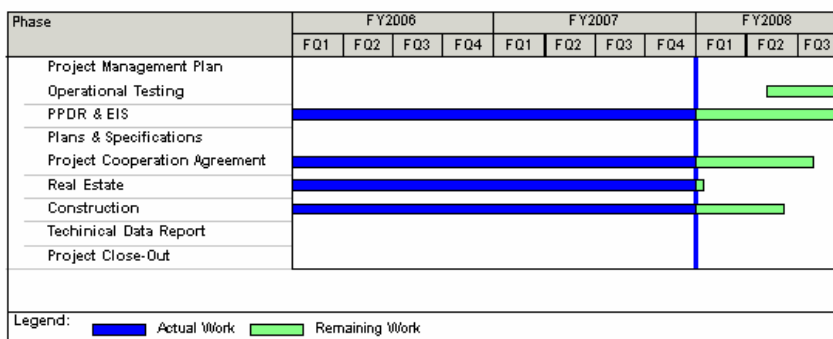 Phase FY2006 FY2007 FY2008
FQ1 FQ2 FQ3 FQ4 FQ1 FQ2 FQ3 FQ4 FQ1 FQ2 FQ3
Project Management Plan
Operational Testing
PPDR & EIS
Plans & Specifications
Project Cooperation Agreement
Real Estate
Construction
Techinical Data Report
Project Close-Out
Legend: Actual Work Remaining Work